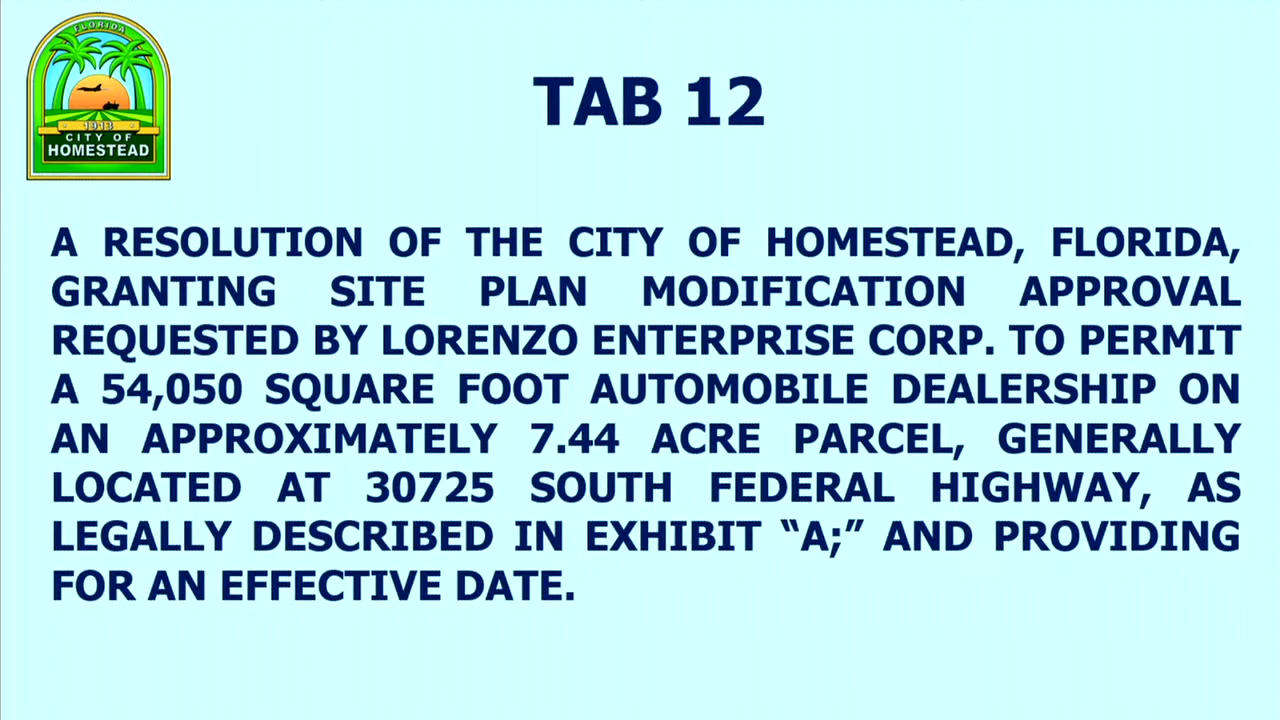 FLORIDA
1913
CITY OF
HOMESTEAD
TAB 12
A RESOLUTION OF THE CITY OF HOMESTEAD, FLORIDA,
GRANTING SITE PLAN MODIFICATION APPROVAL
REQUESTED BY LORENZO ENTERPRISE CORP. TO PERMIT
A 54,050 SQUARE FOOT AUTOMOBILE DEALERSHIP ON
AN APPROXIMATELY 7.44 ACRE PARCEL, GENERALLY
LOCATED AT 30725 SOUTH FEDERAL HIGHWAY, AS
LEGALLY DESCRIBED IN EXHIBIT “A;” AND PROVIDING
FOR AN EFFECTIVE DATE.